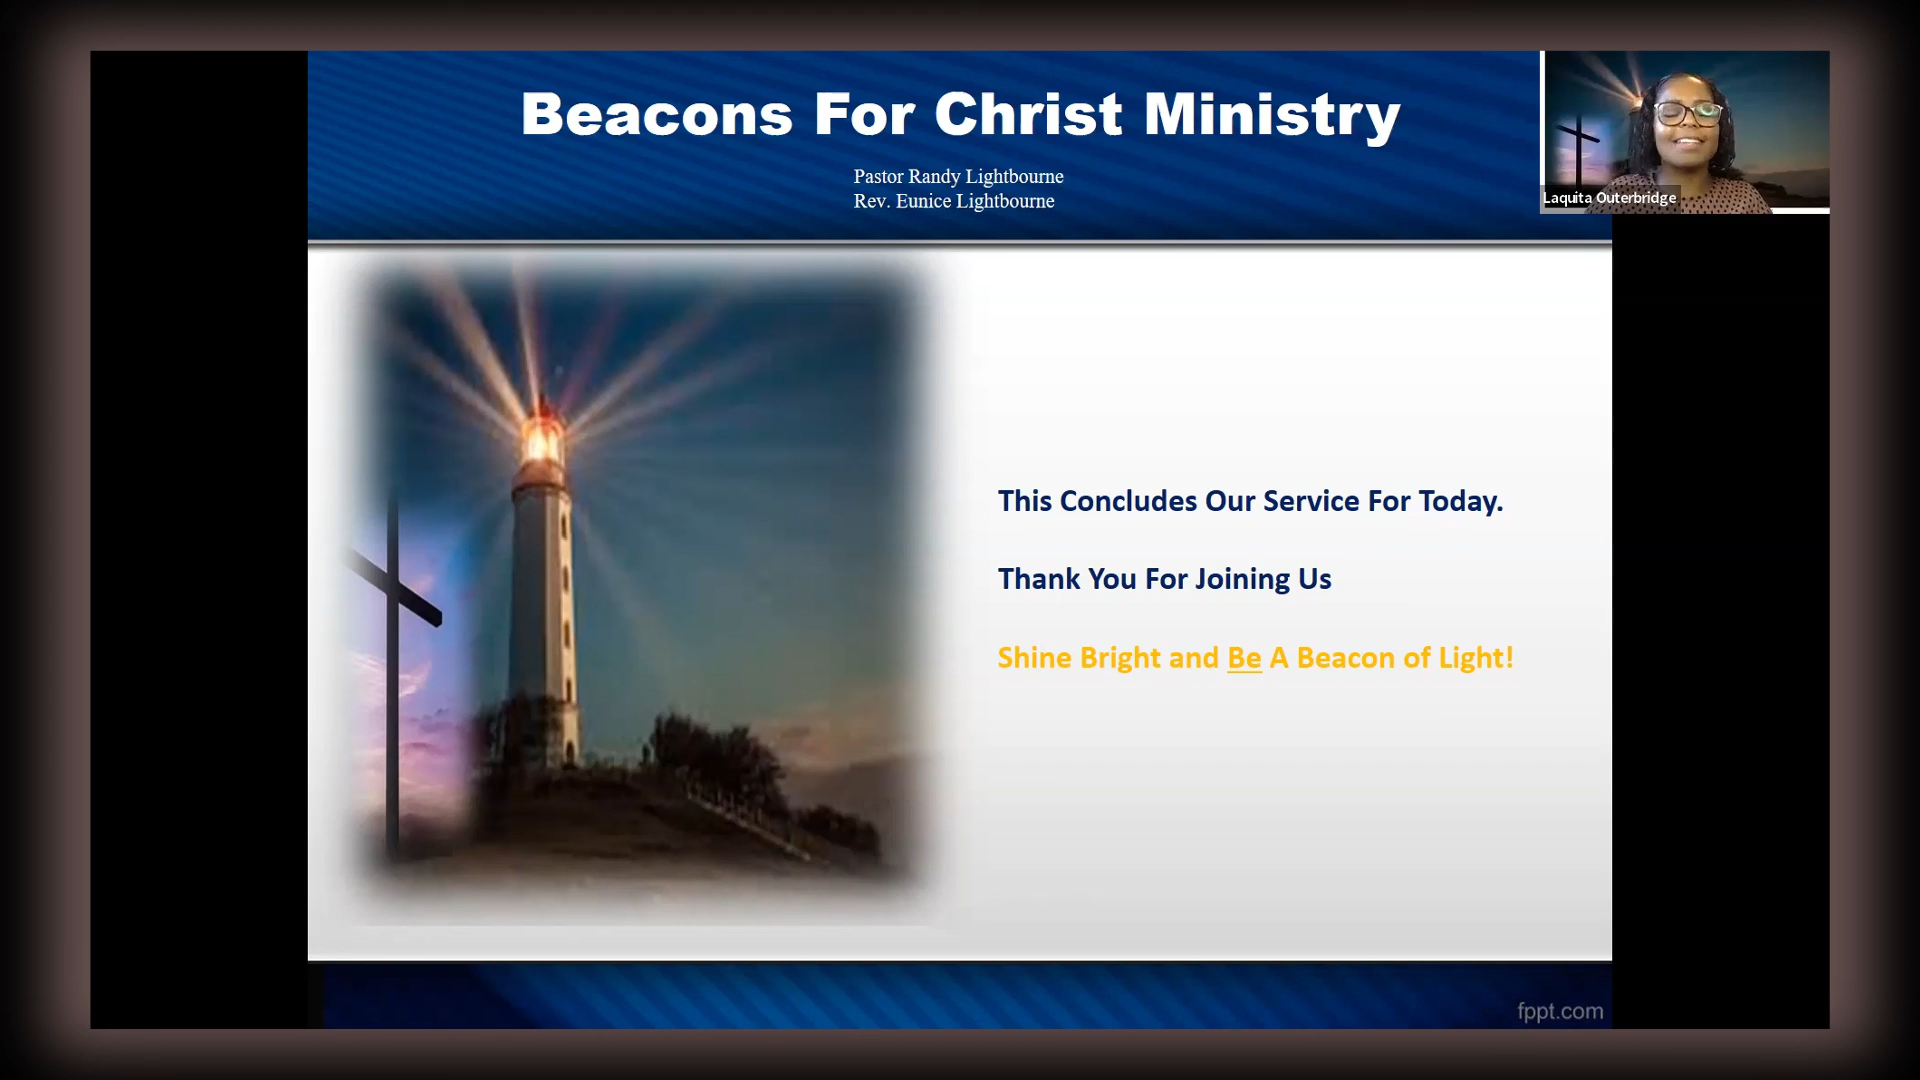 Beacons For Christ Ministry
Pastor Randy Lightbourne
Rev. Eunice Lightbourne
Laquita Outerbridge
This Concludes Our Service For Today.
Thank You For Joining Us
Shine Bright and Be A Beacon of Light!
fppt.com